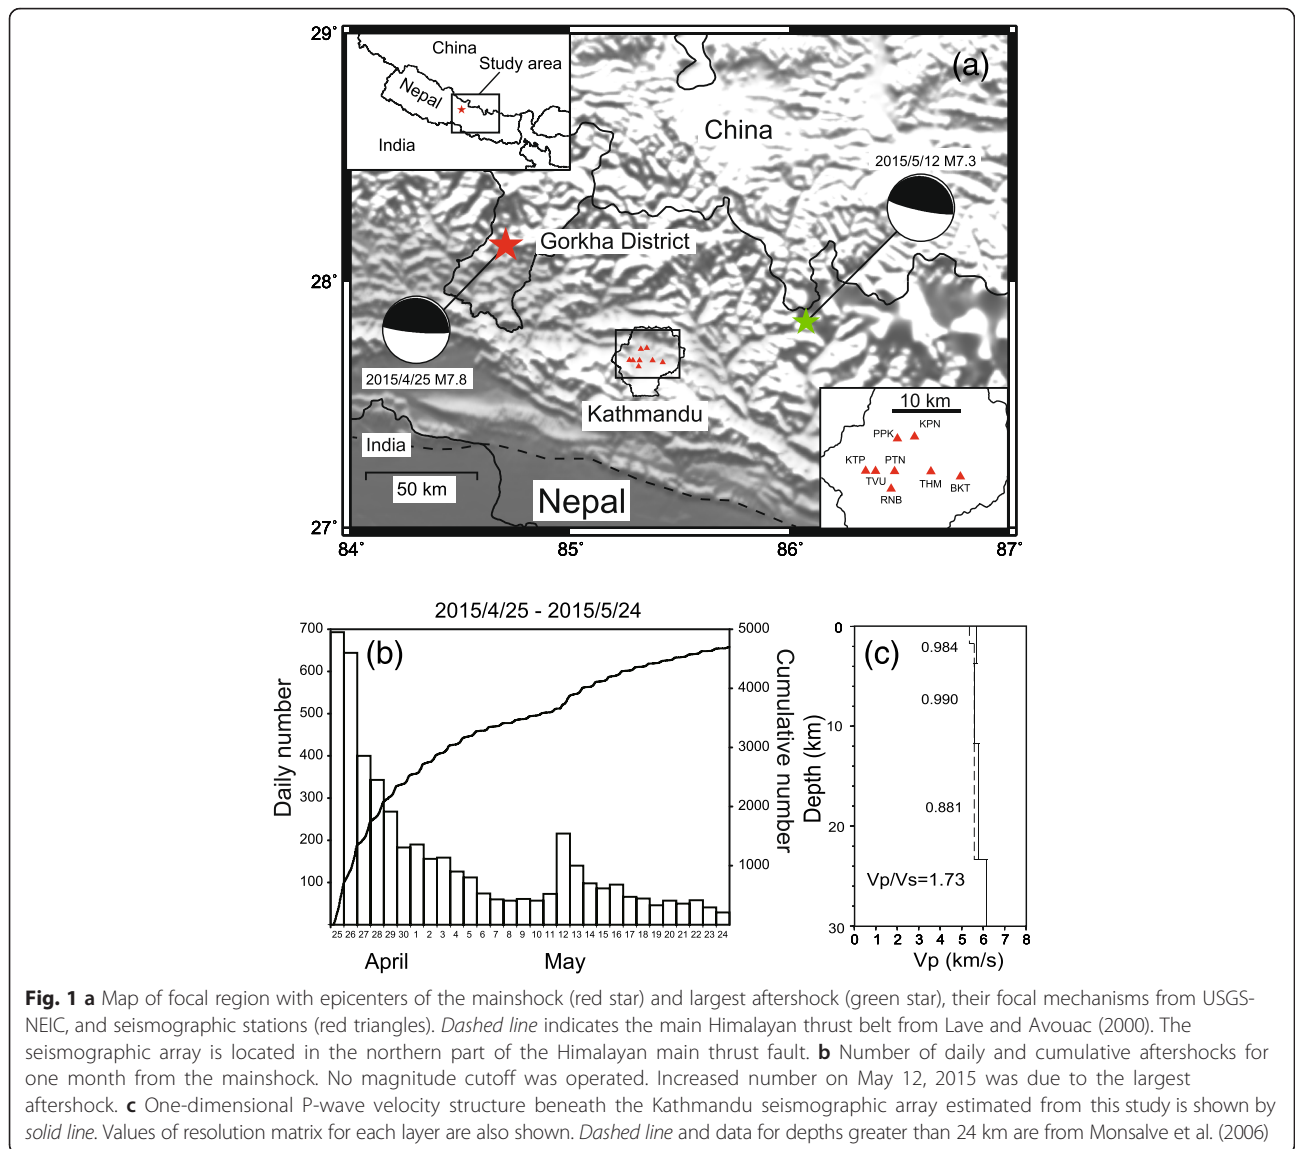 29°
28°
27°
84°
85°
86°
87°
(a)
China
Study area
Nepal
India
China
2015/5/12 M7.3
Gorkha District
2015/4/25 M7.8
Kathmandu
India
50 km
Nepal
10 km
PPK
KPN
KTP
PTN
TVU
THM
BKT
RNB
2015/4/25 - 2015/5/24
(b)
700
600
500
400
300
200
100
Daily number
5000
4000
3000
2000
1000
Cumulative number
25 26 27 28 29 30 1 2 3 4 5 6 7 8 9 10 11 12 13 14 15 16 17 18 19 20 21 22 23 24
April
May
(c)
0
10
20
30
Depth (km)
0.984
0.990
0.881
Vp/Vs=1.73
0 1 2 3 4 5 6 7 8
Vp (km/s)
Fig. 1 a Map of focal region with epicenters of the mainshock (red star) and largest aftershock (green star), their focal mechanisms from USGS-
NEIC, and seismographic stations (red triangles). Dashed line indicates the main Himalayan thrust belt from Lave and Avouac (2000). The
seismographic array is located in the northern part of the Himalayan main thrust fault. b Number of daily and cumulative aftershocks for
one month from the mainshock. No magnitude cutoff was operated. Increased number on May 12, 2015 was due to the largest
aftershock. c One-dimensional P-wave velocity structure beneath the Kathmandu seismographic array estimated from this study is shown by
solid line. Values of resolution matrix for each layer are also shown. Dashed line and data for depths greater than 24 km are from Monsalve et al. (2006)